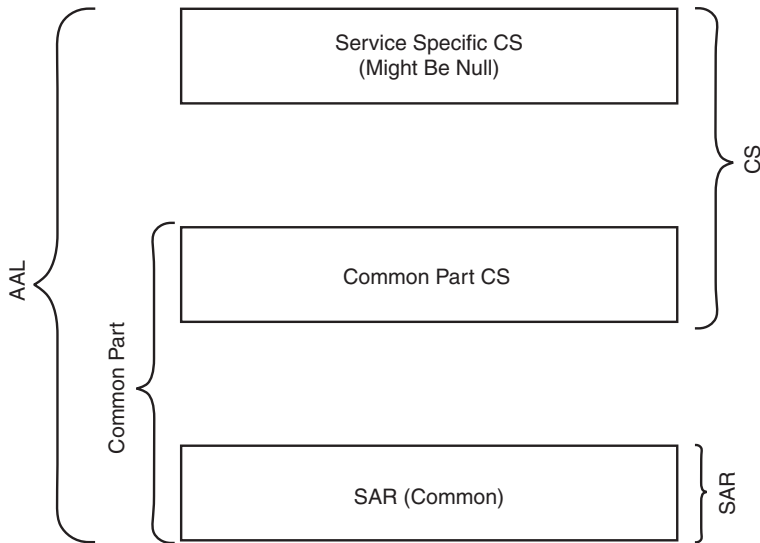 Service Specific CS
(Might Be Null)
CS
AAL
Common Part
Common Part CS
SAR (Common)
SAR